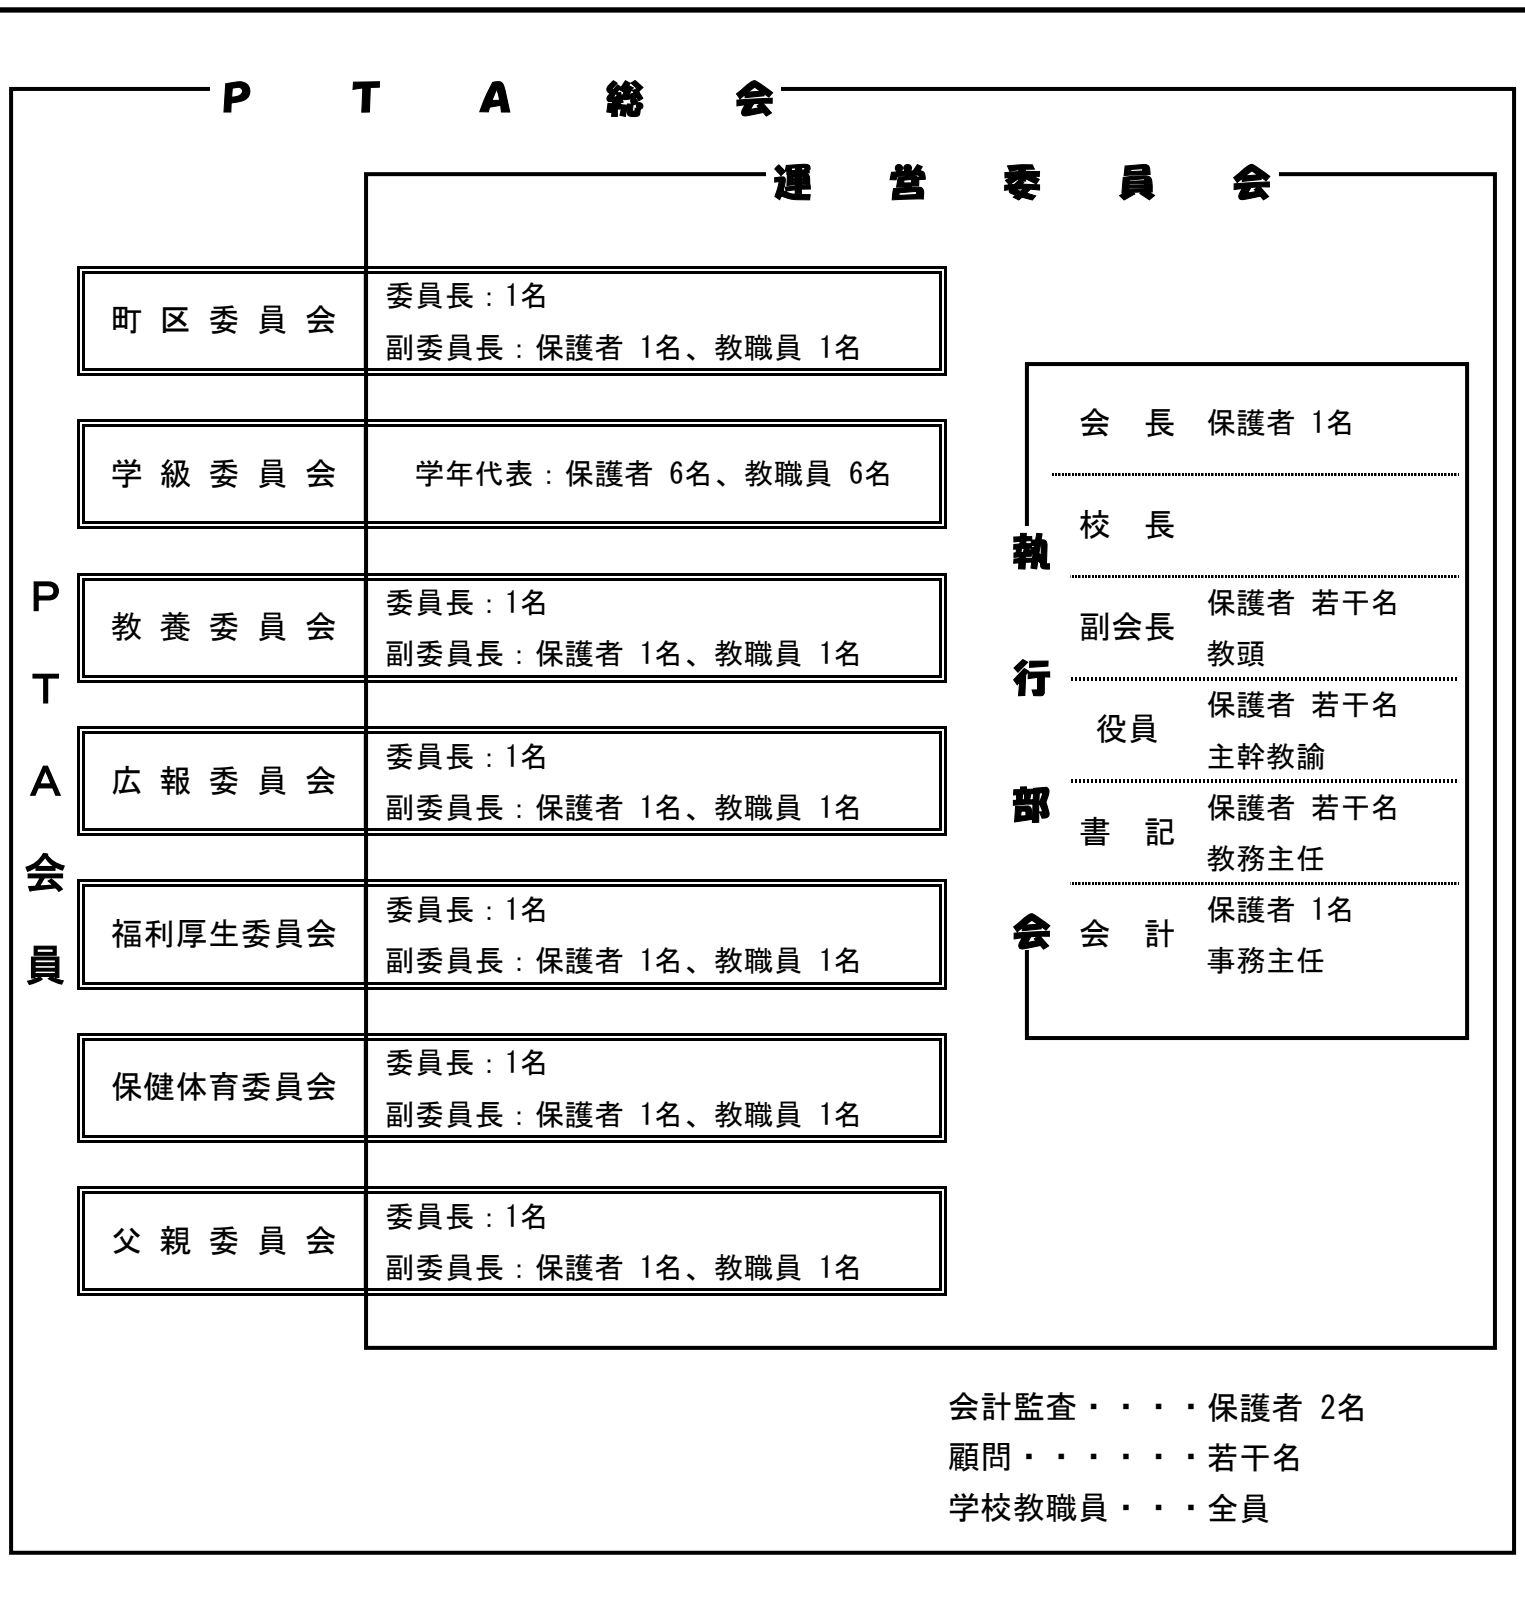 ＰＴＡ総会
運営委員会
ＰＴＡ会員
町区委員会
委員長：1名
副委員長：保護者 1名、教職員 1名
学級委員会
学年代表：保護者 6名、教職員 6名
教養委員会
委員長：1名
副委員長：保護者 1名、教職員 1名
広報委員会
委員長：1名
副委員長：保護者 1名、教職員 1名
福利厚生委員会
委員長：1名
副委員長：保護者 1名、教職員 1名
保健体育委員会
委員長：1名
副委員長：保護者 1名、教職員 1名
父親委員会
委員長：1名
副委員長：保護者 1名、教職員 1名
執行部会
会　長　保護者 1名
校　長
副会長
保護者 若干名
教頭
役員
保護者 若干名
主幹教諭
書　記
保護者 若干名
教務主任
会　計
保護者 1名
事務主任
会計監査・・・・保護者 2名
顧問・・・・・・若干名
学校教職員・・・全員